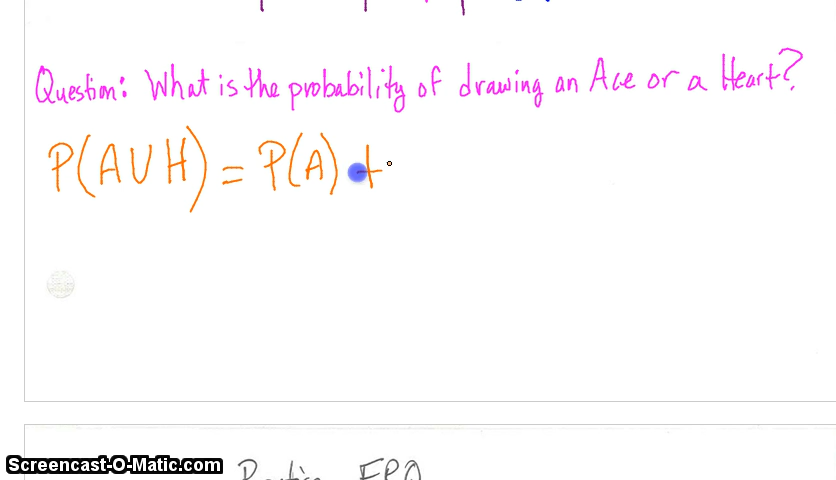 Question: What is the probability of drawing an Ace or a Heart?
P(A∪H) = P(A) +
Screencast-O-Matic.com